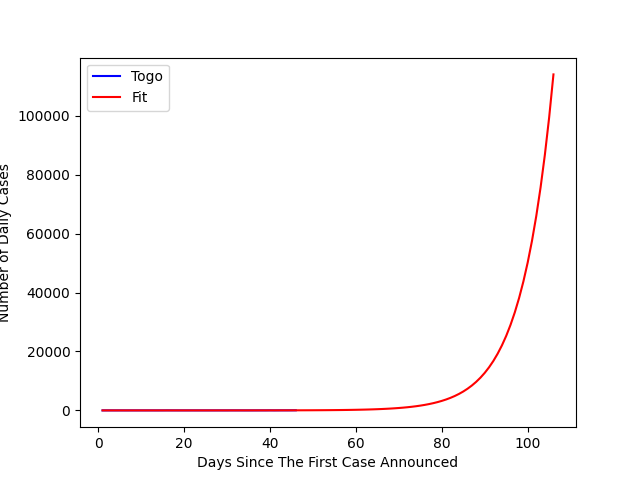 Togo
Fit
100000
80000
60000
40000
20000
0
Number of Daily Cases
0 20 40 60 80 100
Days Since The First Case Announced